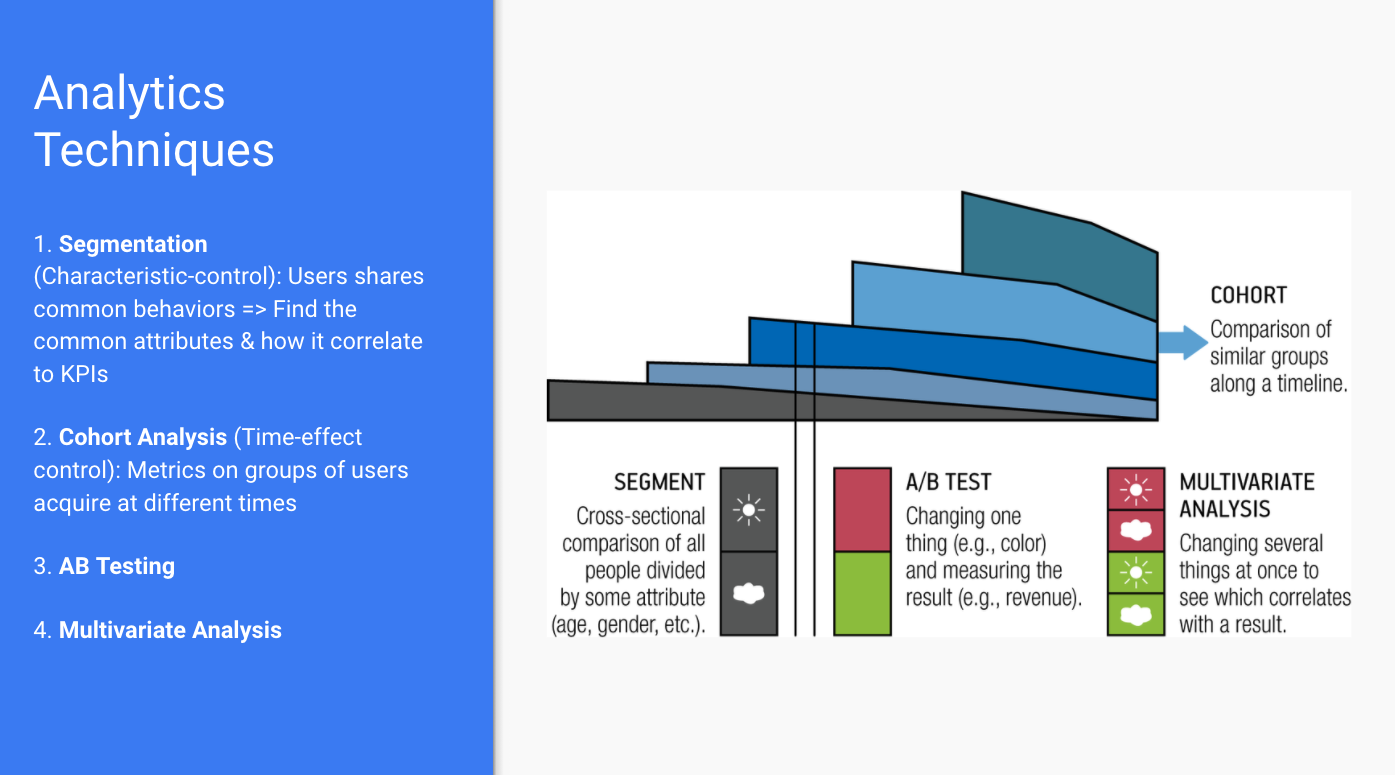 Analytics
Techniques
1. Segmentation
(Characteristic-control): Users shares
common behaviors => Find the
common attributes & how it correlate
to KPIs
2. Cohort Analysis (Time-effect
control): Metrics on groups of users
acquire at different times
3. AB Testing
4. Multivariate Analysis
COHORT
Comparison of
similar groups
along a timeline.
SEGMENT
Cross-sectional
comparison of all
people divided
by some attribute
(age, gender, etc.).
A/B TEST
Changing one
thing (e.g., color)
and measuring the
result (e.g., revenue).
MULTIVARIATE
ANALYSIS
Changing several
things at once to
see which correlates
with a result.